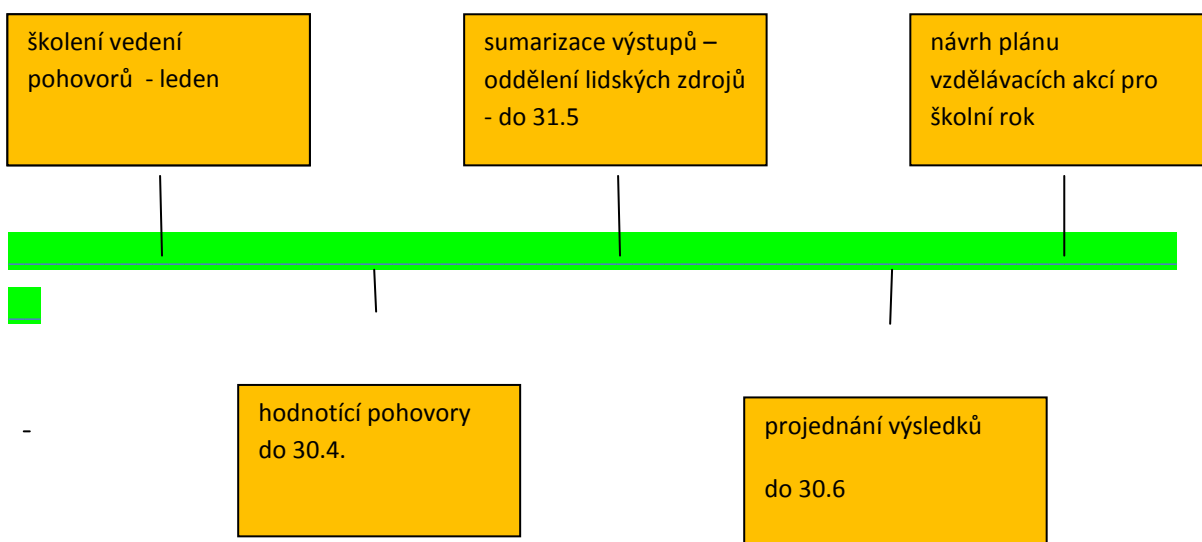 školení vedení
pohovorů - leden
sumarizace výstupů –
oddělení lidských zdrojů
- do 31.5
návrh plánu
vzdělávacích akcí pro
školní rok
-
hodnotící pohovory
do 30.4.
projednání výsledků
do 30.6